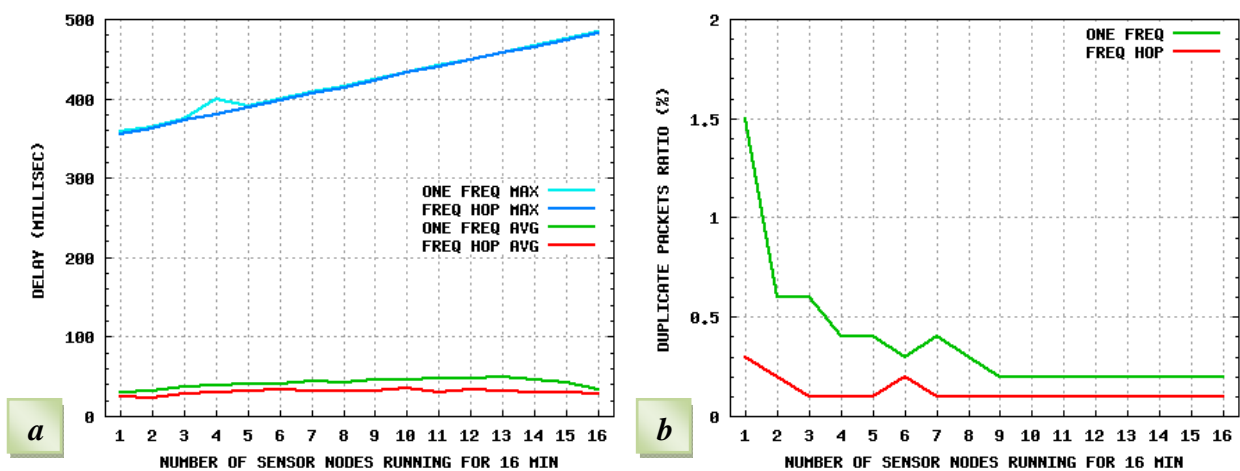 500
400
300
200
100
0
DELAY (MILLISEC)
ONE FREQ MAX
FREQ HOP MAX
ONE FREQ AVG
FREQ HOP AVG
1 2 3 4 5 6 7 8 9 10 11 12 13 14 15 16
NUMBER OF SENSOR NODES RUNNING FOR 16 MIN
a
2
1.5
1
0.5
0
DUPLICATE PACKETS RATIO (%)
ONE FREQ
FREQ HOP
1 2 3 4 5 6 7 8 9 10 11 12 13 14 15 16
NUMBER OF SENSOR NODES RUNNING FOR 16 MIN
b